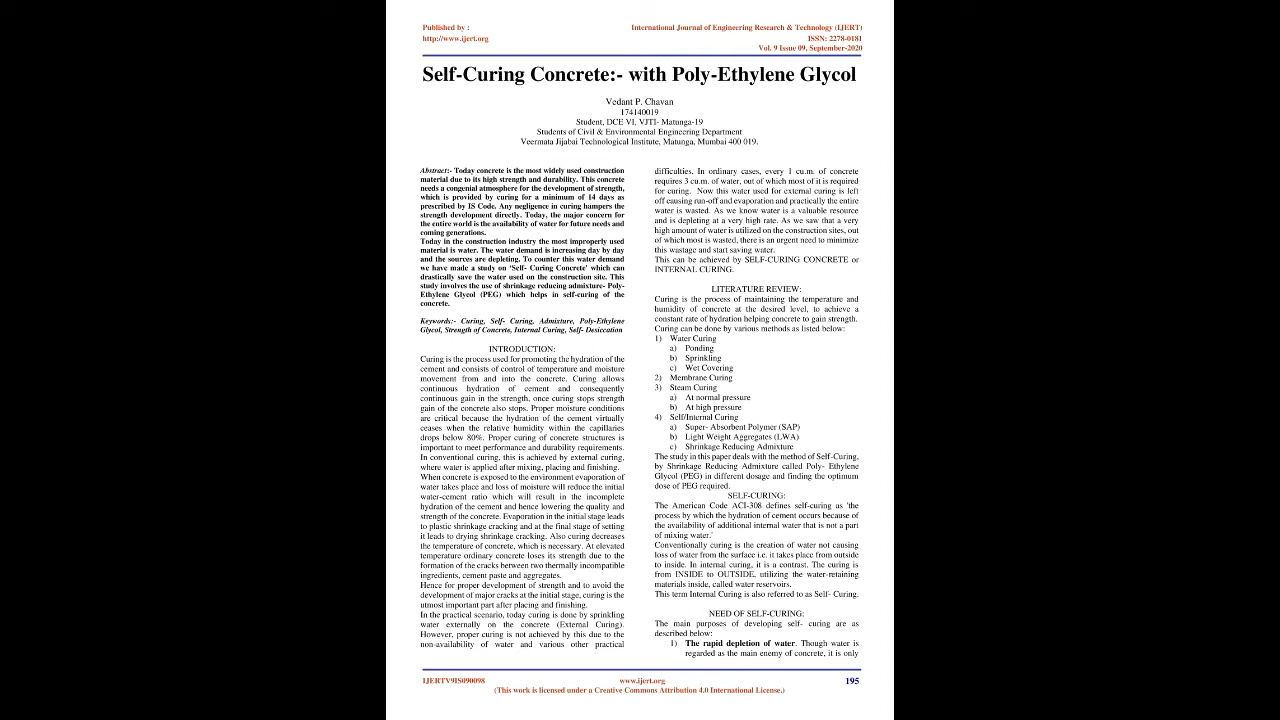 Published by :
http://www.ijert.org
International Journal of Engineering Research & Technology (IJERT)
ISSN: 2278-0181
Vol. 9 Issue 09, September-2020
Self-Curing Concrete:- with Poly-Ethylene Glycol
Vedant P. Chavan
174140019
Student, DCE VI, VJTI- Matunga-19
Students of Civil & Environmental Engineering Department
Veermata Jijabai Technological Institute, Matunga, Mumbai 400 019.
Abstract:- Today concrete is the most widely used construction
material due to its high strength and durability. This concrete
needs a congenial atmosphere for the development of strength,
which is provided by curing for a minimum of 14 days as
prescribed by IS Code. Any negligence in curing hampers the
strength development directly. Today, the major concern for
the entire world is the availability of water for future needs and
coming generations.
Today in the construction industry the most improperly used
material is water. The water demand is increasing day by day
and the sources are depleting. To counter this water demand
we have made a study on ‘Self- Curing Concrete’ which can
drastically save the water used on the construction site. This
study involves the use of shrinkage reducing admixture- Poly-
Ethylene Glycol (PEG) which helps in self-curing of the
concrete.
Keywords:- Curing, Self- Curing, Admixture, Poly-Ethylene
Glycol, Strength of Concrete, Internal Curing, Self- Desiccation
INTRODUCTION:
Curing is the process used for promoting the hydration of the
cement and consists of control of temperature and moisture
movement from and into the concrete. Curing allows
continuous hydration of cement and consequently
continuous gain in the strength, once curing stops strength
gain of the concrete also stops. Proper moisture conditions
are critical because the hydration of the cement virtually
ceases when the relative humidity within the capillaries
drops below 80%. Proper curing of concrete structures is
important to meet performance and durability requirements.
In conventional curing, this is achieved by external curing,
where water is applied after mixing, placing and finishing.
When concrete is exposed to the environment evaporation of
water takes place and loss of moisture will reduce the initial
water-cement ratio which will result in the incomplete
hydration of the cement and hence lowering the quality and
strength of the concrete. Evaporation in the initial stage leads
to plastic shrinkage cracking and at the final stage of setting
it leads to drying shrinkage cracking. Also curing decreases
the temperature of concrete, which is necessary. At elevated
temperature ordinary concrete loses its strength due to the
formation of the cracks between two thermally incompatible
ingredients, cement paste and aggregates.
Hence for proper development of strength and to avoid the
development of major cracks at the initial stage, curing is the
utmost important part after placing and finishing.
In the practical scenario, today curing is done by sprinkling
water externally on the concrete (External Curing).
However, proper curing is not achieved by this due to the
non-availability of water and various other practical
difficulties. In ordinary cases, every 1 cu.m. of concrete
requires 3 cu.m. of water, out of which most of it is required
for curing. Now this water used for external curing is left
off causing run-off and evaporation and practically the entire
water is wasted. As we know water is a valuable resource
and is depleting at a very high rate. As we saw that a very
high amount of water is utilized on the construction sites, out
of which most is wasted, there is an urgent need to minimize
this wastage and start saving water.
This can be achieved by SELF-CURING CONCRETE or
INTERNAL CURING.
LITERATURE REVIEW:
Curing is the process of maintaining the temperature and
humidity of concrete at the desired level, to achieve a
constant rate of hydration helping concrete to gain strength.
Curing can be done by various methods as listed below:
1) Water Curing
a) Ponding
b) Sprinkling
c) Wet Covering
2) Membrane Curing
3) Steam Curing
a) At normal pressure
b) At high pressure
4) Self/Internal Curing
a) Super- Absorbent Polymer (SAP)
b) Light Weight Aggregates (LWA)
c) Shrinkage Reducing Admixture
The study in this paper deals with the method of Self-Curing,
by Shrinkage Reducing Admixture called Poly- Ethylene
Glycol (PEG) in different dosage and finding the optimum
dose of PEG required.
SELF-CURING:
The American Code ACI-308 defines self-curing as 'the
process by which the hydration of cement occurs because of
the availability of additional internal water that is not a part
of mixing water.'
Conventionally curing is the creation of water not causing
loss of water from the surface i.e. it takes place from outside
to inside. In internal curing, it is a contrast. The curing is
from INSIDE to OUTSIDE, utilizing the water-retaining
materials inside, called water reservoirs.
This term Internal Curing is also referred to as Self- Curing.
NEED OF SELF-CURING:
The main purposes of developing self- curing are as
described below:
1) The rapid depletion of water. Though water is
regarded as the main enemy of concrete, it is only
IJERTV9IS090098
www.ijert.org
195
(This work is licensed under a Creative Commons Attribution 4.0 International License.)